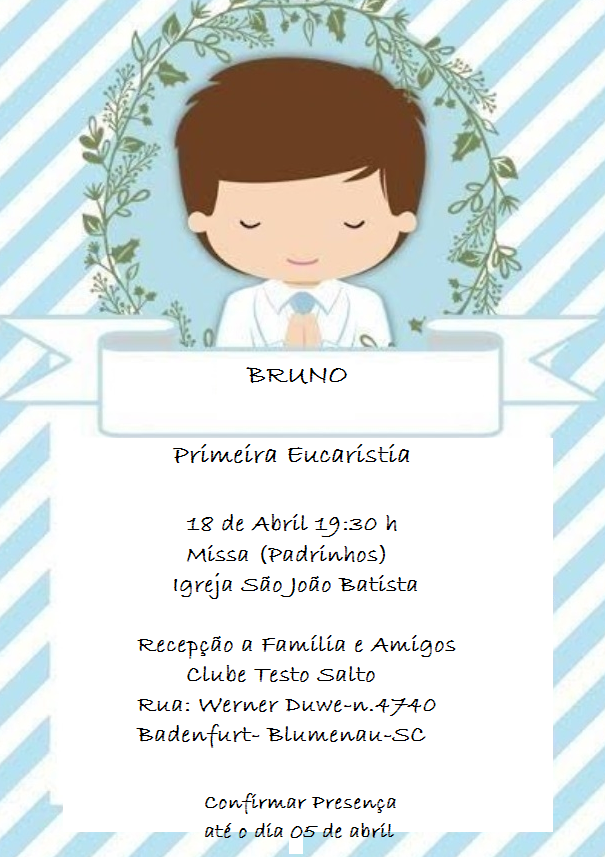 BRUNO
Primeira Eucaristia
18 de Abril 19:30 h
Missa (Padrinhos)
Igreja São João Batista
Recepção a Família e Amigos
Clube Testo Salto
Rua: Werner Duwe-n.4740
Badenfurt- Blumenau-SC
Confirmar Presença
até o dia 05 de abril